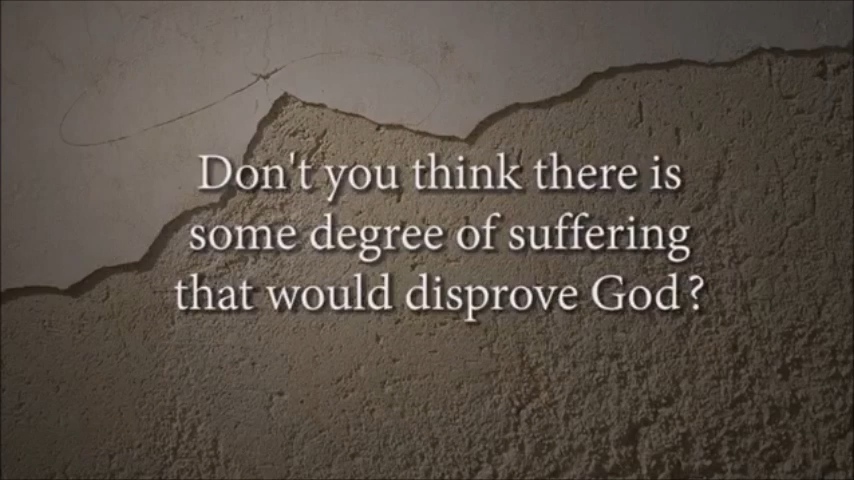 Don't you think there is
some degree of suffering
that would disprove God?